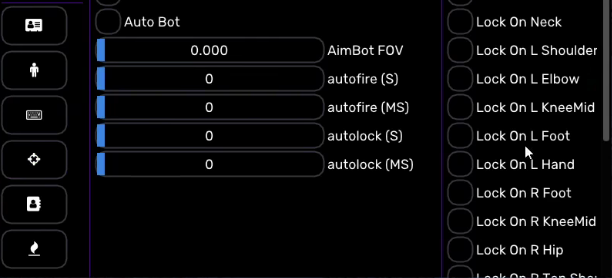 Auto Bot
0.000 AimBot FOV
0 autofire (S)
0 autofire (MS)
0 autolock (S)
0 autolock (MS)
Lock On Neck
Lock On L Shoulder
Lock On L Elbow
Lock On L KneeMid
Lock On L Foot
Lock On L Hand
Lock On R Foot
Lock On R KneeMid
Lock On R Hip
Lock On R